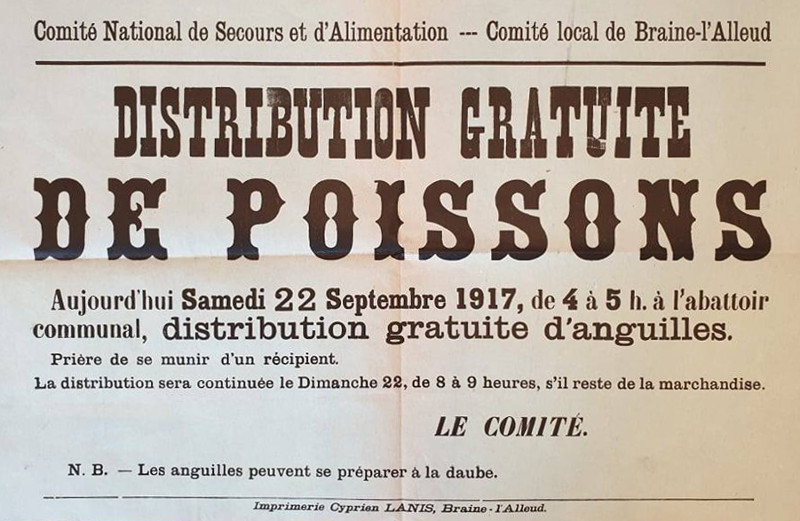 Comité National de Secours et d'Alimentation --- Comité local de Braine-l'Alleud
DISTRIBUTION GRATUITE
DE POISSONS
Aujourd'hui Samedi 22 Septembre 1917, de 4 à 5 h. à l'abattoir
communal, distribution gratuite d'anguilles.
Prière de se munir d'un récipient.
La distribution sera continuée le Dimanche 22, de 8 à 9 heures, s'il reste de la marchandise.
LE COMITÉ.
N. B. — Les anguilles peuvent se préparer à la daube.
Imprimerie Cyprien LANIS, Braine-l'Alleud.